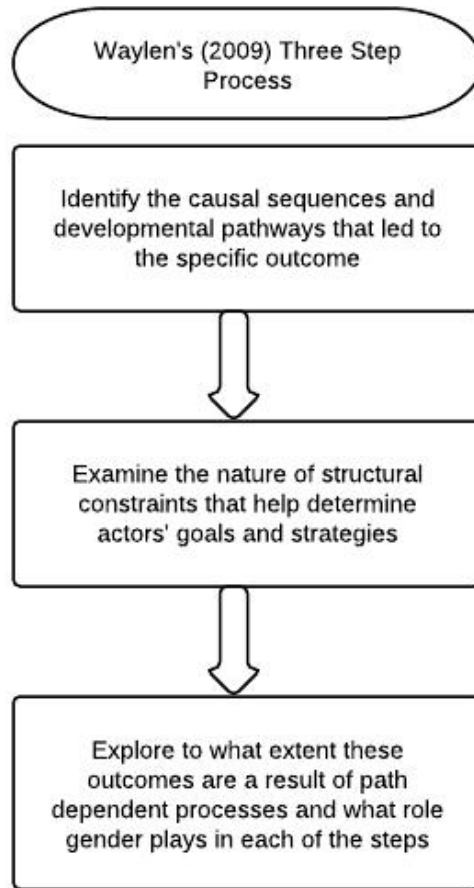 Waylen's (2009) Three Step
Process
Identify the causal sequences and
developmental pathways that led to
the specific outcome
Examine the nature of structural
constraints that help determine
actors' goals and strategies
Explore to what extent these
outcomes are a result of path
dependent processes and what role
gender plays in each of the steps